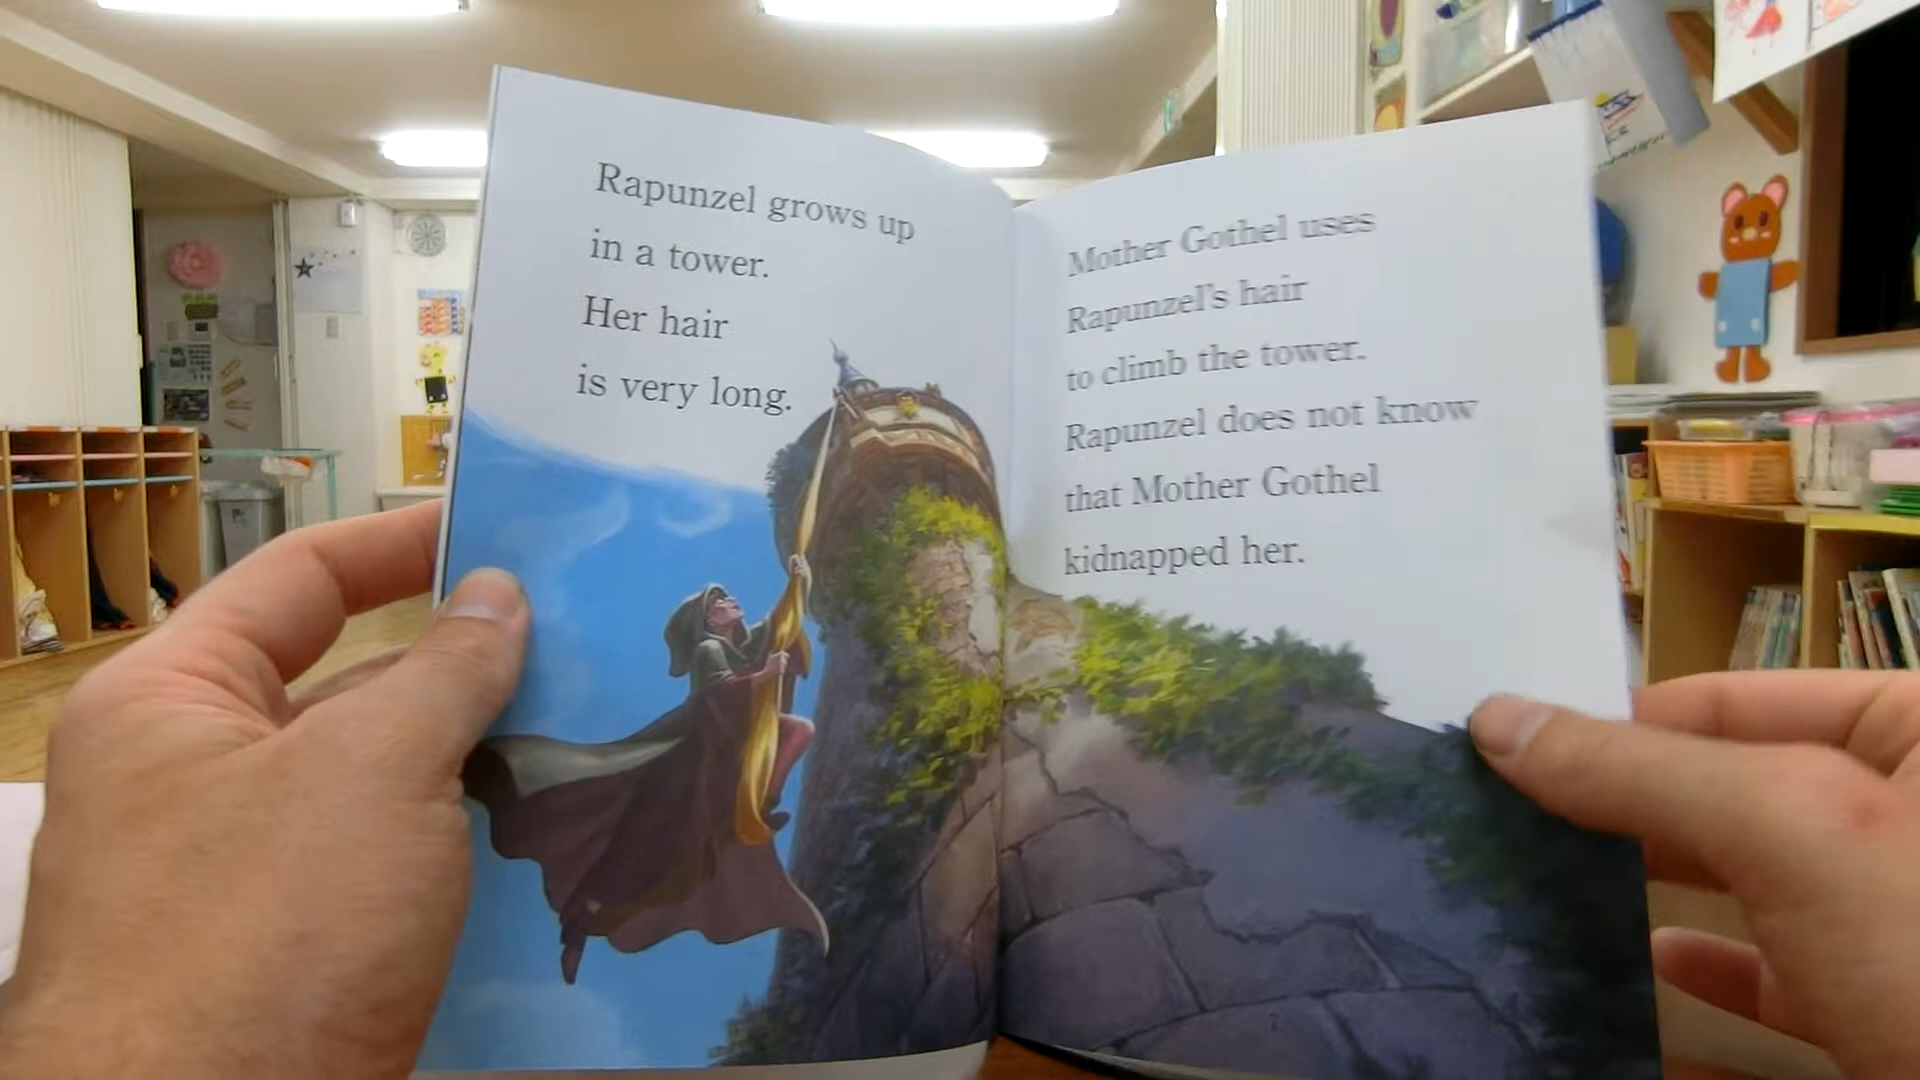 Rapunzel grows up
in a tower.
Her hair
is very long.
Mother Gothel uses
Rapunzel's hair
to climb the tower.
Rapunzel does not know
that Mother Gothel
kidnapped her.